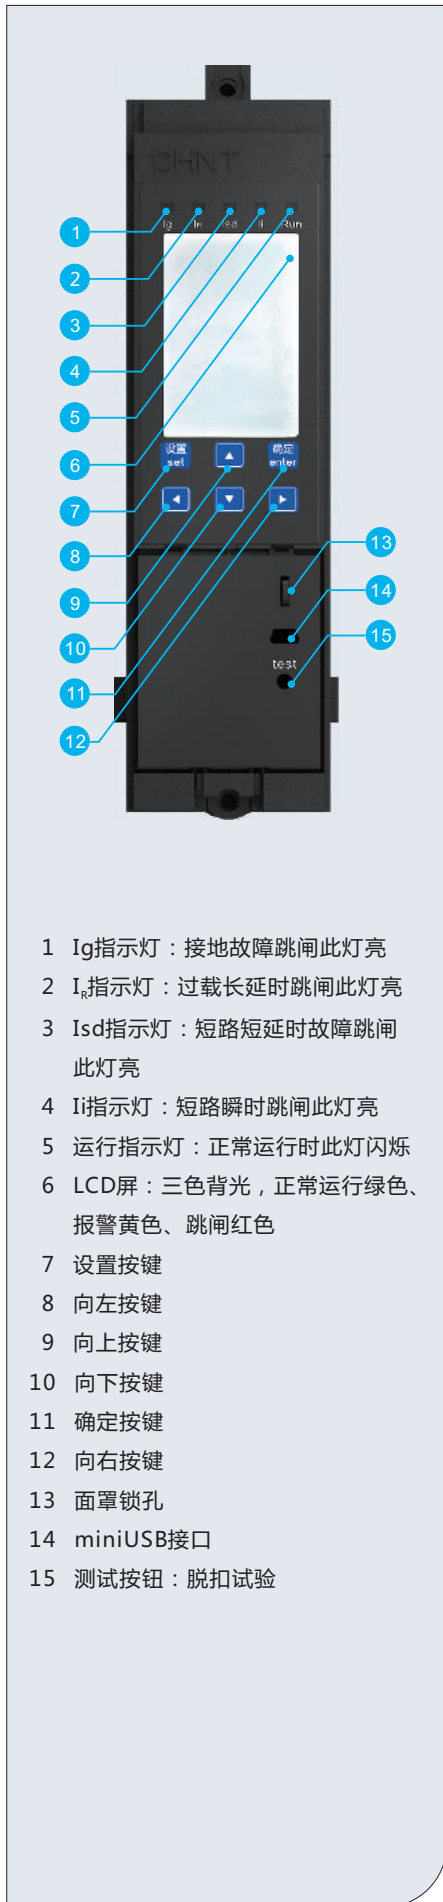 CHNT
Ig IR Isd Ii Run
1
2
3
4
5
6
设置 确定
set enter
7
8
9
10
11
12
13
14
15
test
1 Ig指示灯：接地故障跳闸此灯亮
2 IR指示灯：过载长延时跳闸此灯亮
3 Isd指示灯：短路短延时故障跳闸
此灯亮
4 Ii指示灯：短路瞬时跳闸此灯亮
5 运行指示灯：正常运行时此灯闪烁
6 LCD屏：三色背光，正常运行绿色、
报警黄色、跳闸红色
7 设置按键
8 向左按键
9 向上按键
10 向下按键
11 确定按键
12 向右按键
13 面罩锁孔
14 miniUSB接口
15 测试按钮：脱扣试验